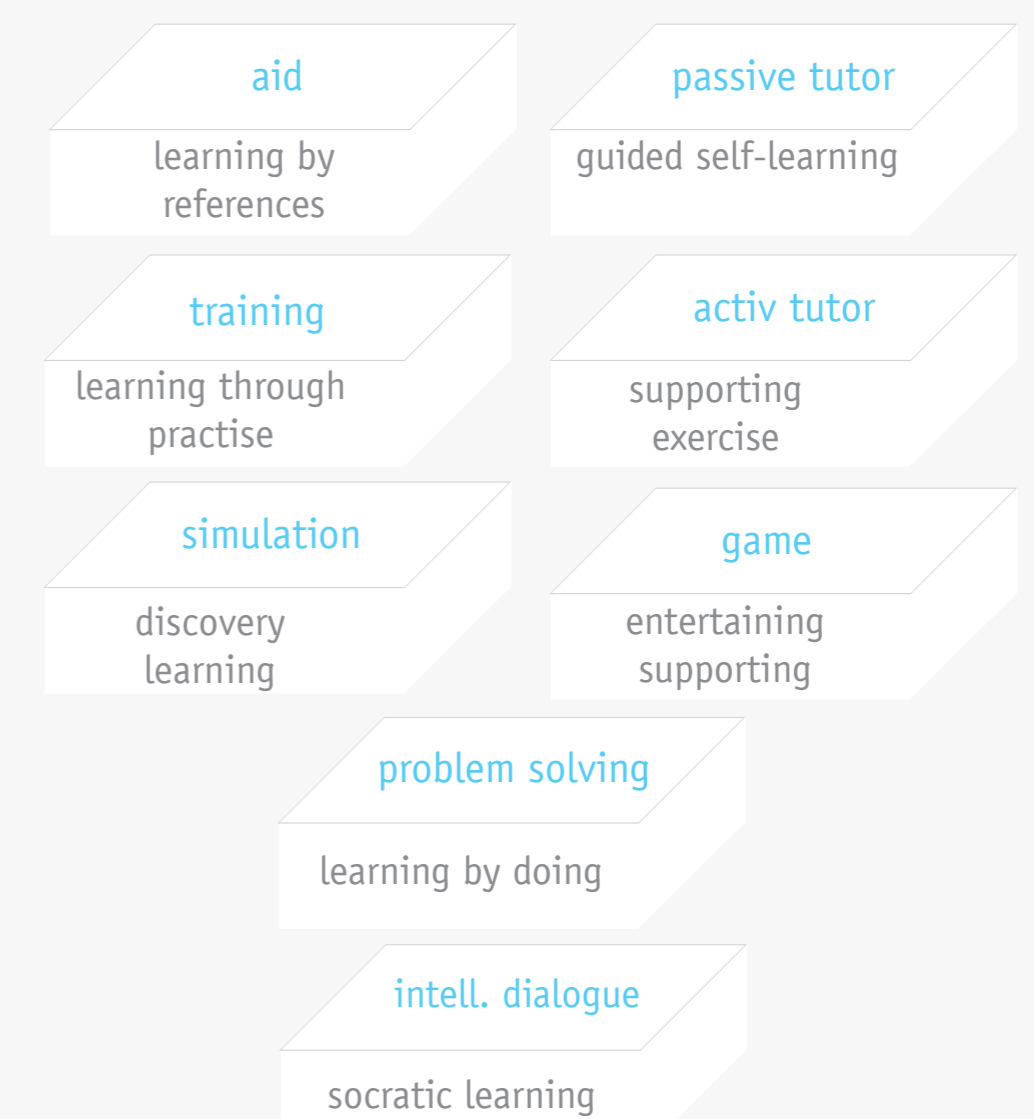 aid
learning by
references
passive tutor
guided self-learning
training
learning through
practise
activ tutor
supporting
exercise
simulation
discovery
learning
game
entertaining
supporting
problem solving
learning by doing
intell. dialogue
socratic learning